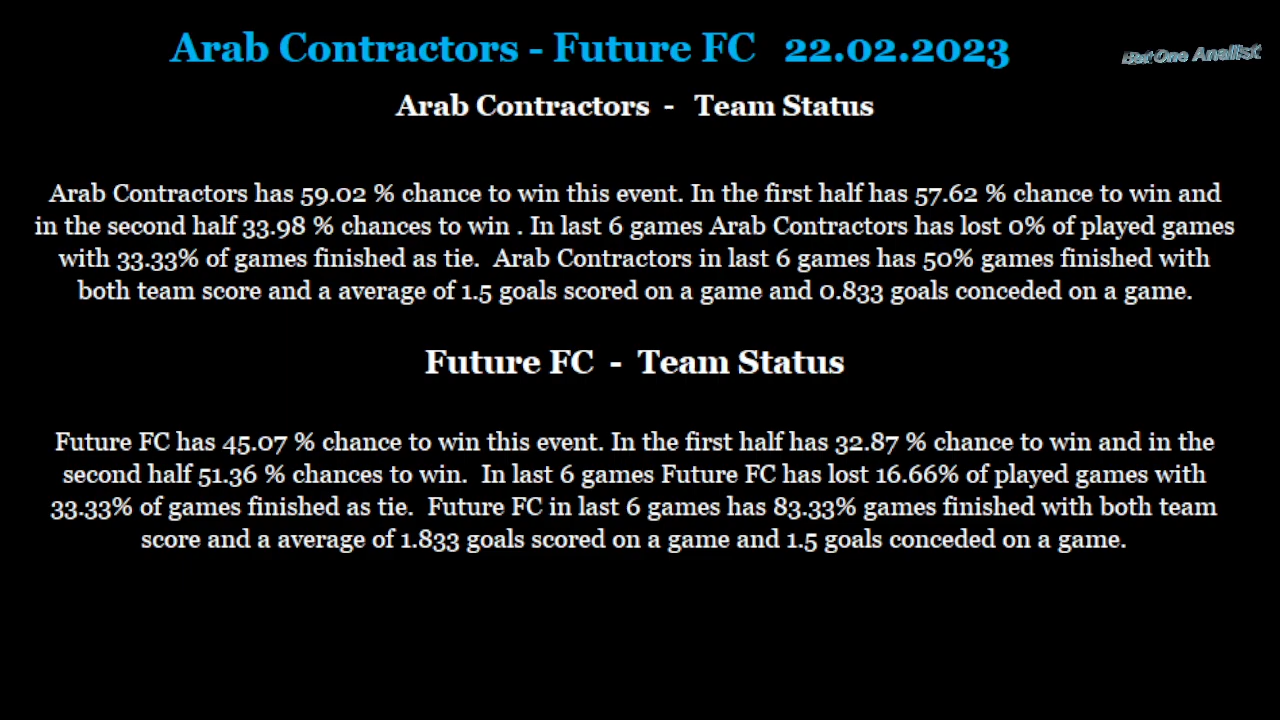 Arab Contractors - Future FC 22.02.2023
Bet One Analist
Arab Contractors - Team Status
Arab Contractors has 59.02 % chance to win this event. In the first half has 57.62 % chance to win and
in the second half 33.98 % chances to win . In last 6 games Arab Contractors has lost 0% of played games
with 33.33% of games finished as tie. Arab Contractors in last 6 games has 50% games finished with
both team score and a average of 1.5 goals scored on a game and 0.833 goals conceded on a game.
Future FC - Team Status
Future FC has 45.07 % chance to win this event. In the first half has 32.87 % chance to win and in the
second half 51.36 % chances to win. In last 6 games Future FC has lost 16.66% of played games with
33.33% of games finished as tie. Future FC in last 6 games has 83.33% games finished with both team
score and a average of 1.833 goals scored on a game and 1.5 goals conceded on a game.